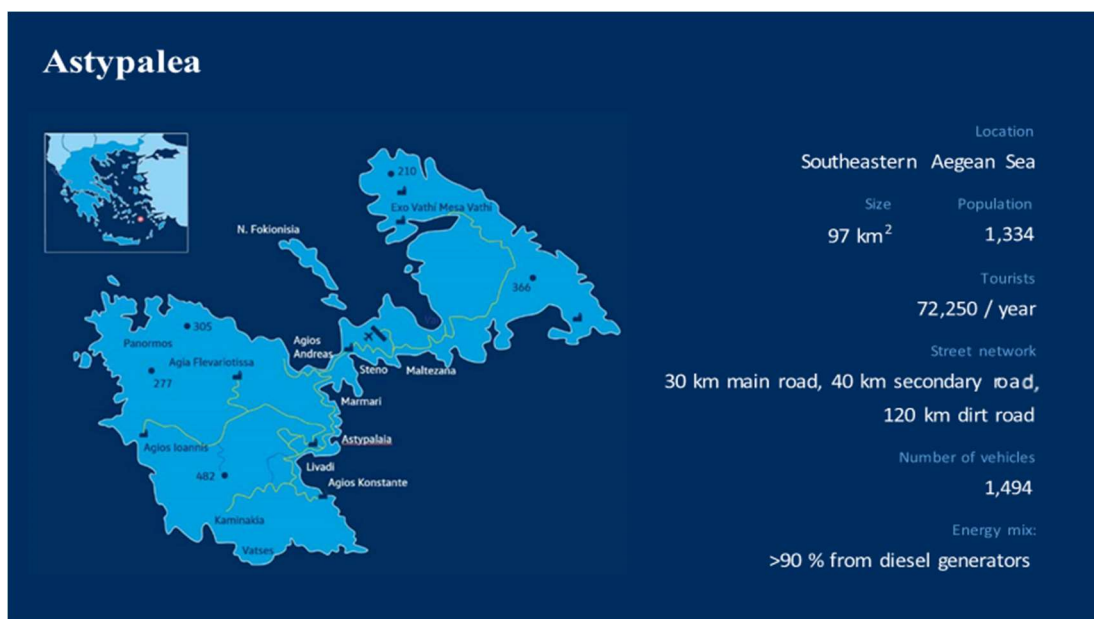 Astypalea
Location
Southeastern Aegean Sea
Size Population
97 km² 1,334
Tourists
72,250 / year
Street network
30 km main road, 40 km secondary road,
120 km dirt road
Number of vehicles
1,494
Energy mix:
>90 % from diesel generators
210
Exo Vathi Mesa Vathi
N. Fokionisia
366
305
Panormos
Agios
Andreas
Agia Flevariotissa
Steno
Maltezana
277
Marmari
Astypalaia
Agios Ioannis
Livadi
482
Agios Konstante
Kaminakia
Vatses